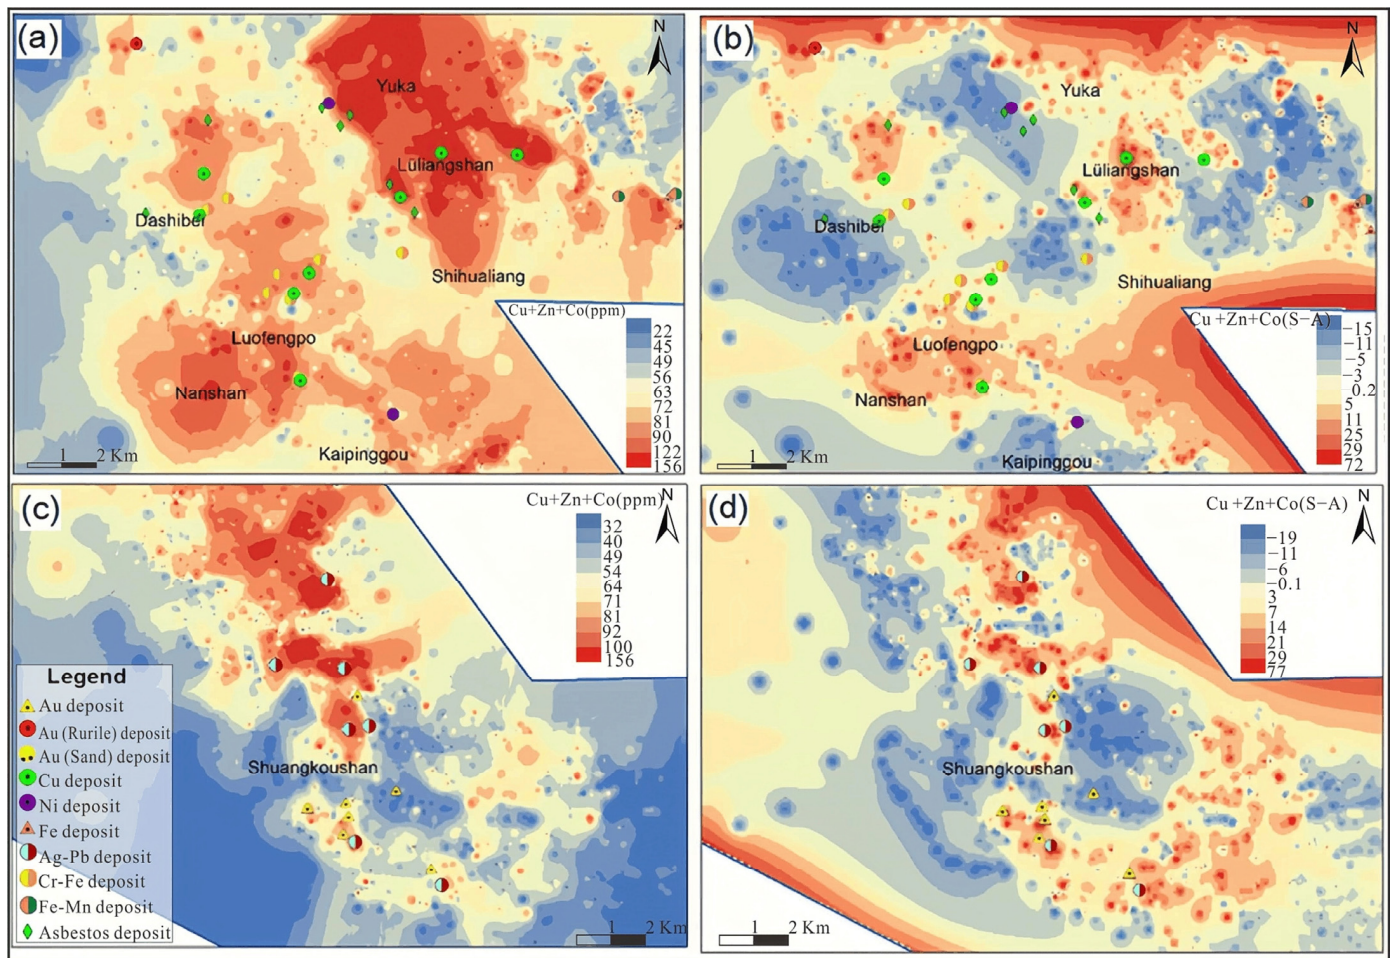 (a)
N
Yuka
Lüliangshan
Dashibei
Shihualiang
Cu+Zn+Co(ppm)
22
45
49
56
63
72
81
90
122
156
Luofengpo
Nanshan
Kaipinggou
1 2 Km
(b)
N
Yuka
Lüliangshan
Dashibei
Shihualiang
Cu+Zn+Co(S−A)
−15
−11
−5
−3
0.2
5
11
25
29
72
Luofengpo
Nanshan
Kaipinggou
1 2 Km
(c)
Cu+Zn+Co(ppm)
N
32
40
49
54
64
71
81
92
100
156
Shuangkoushan
Legend
Au deposit
Au (Rurile) deposit
Au (Sand) deposit
Cu deposit
Ni deposit
Fe deposit
Ag-Pb deposit
Cr-Fe deposit
Fe-Mn deposit
Asbestos deposit
1 2 Km
(d)
Cu+Zn+Co(S−A)
N
−19
−11
−6
−0.1
3
7
14
21
29
77
Shuangkoushan
1 2 Km